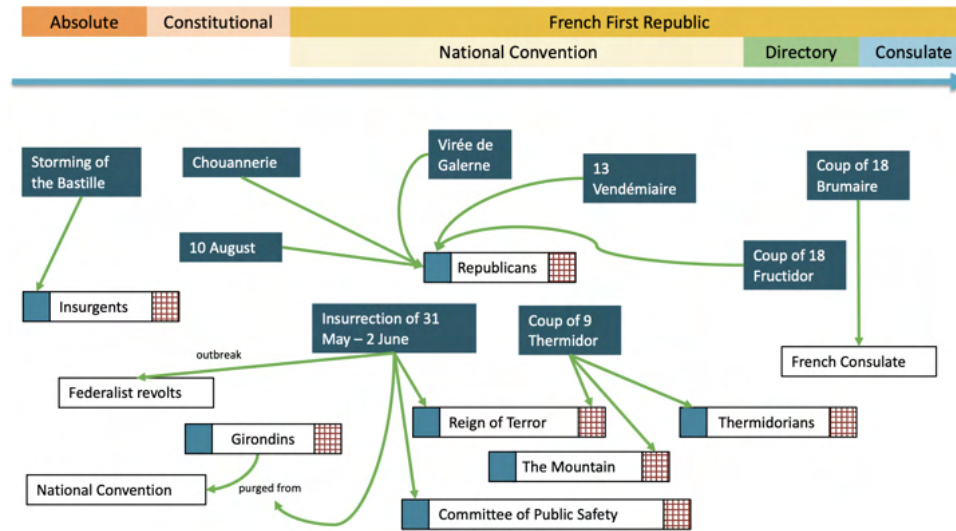 Absolute
Constitutional
French First Republic
National Convention
Directory
Consulate
Storming of
the Bastille
Chouannerie
Virée de
Galerne
13
Vendémiaire
Coup of 18
Brumaire
10 August
Republicans
Coup of 18
Fructidor
Insurgents
Insurrection of 31
May – 2 June
Coup of 9
Thermidor
outbreak
French Consulate
Federalist revolts
Reign of Terror
Thermidorians
Girondins
The Mountain
National Convention
purged from
Committee of Public Safety